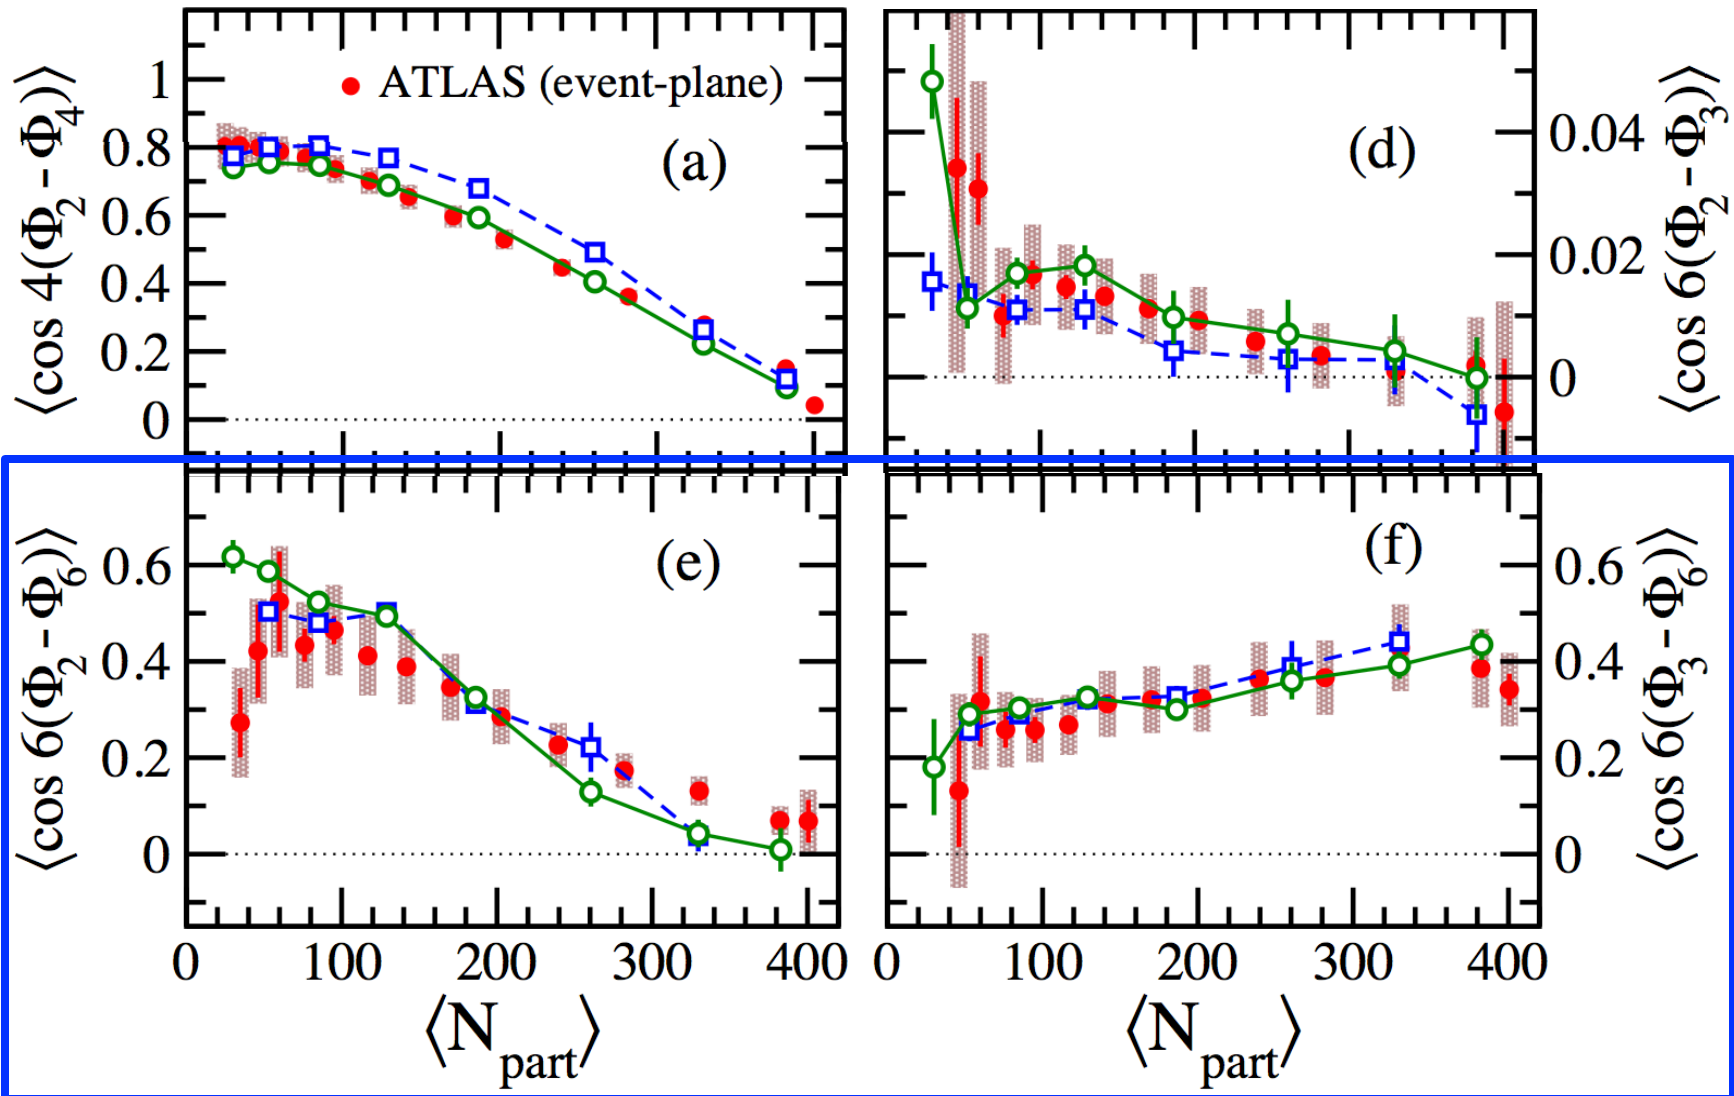 ⟨cos 4(Φ2 - Φ4)⟩
1
0.8
0.6
0.4
0.2
0
ATLAS (event-plane)
(a)
(d)
0.04
0.02
0
⟨cos 6(Φ2 - Φ3)⟩
⟨cos 6(Φ2 - Φ6)⟩
0.6
0.4
0.2
0
(e)
0 100 200 300 400
⟨Npart⟩
(f)
0.6
0.4
0.2
0
⟨cos 6(Φ3 - Φ6)⟩
0 100 200 300 400
⟨Npart⟩